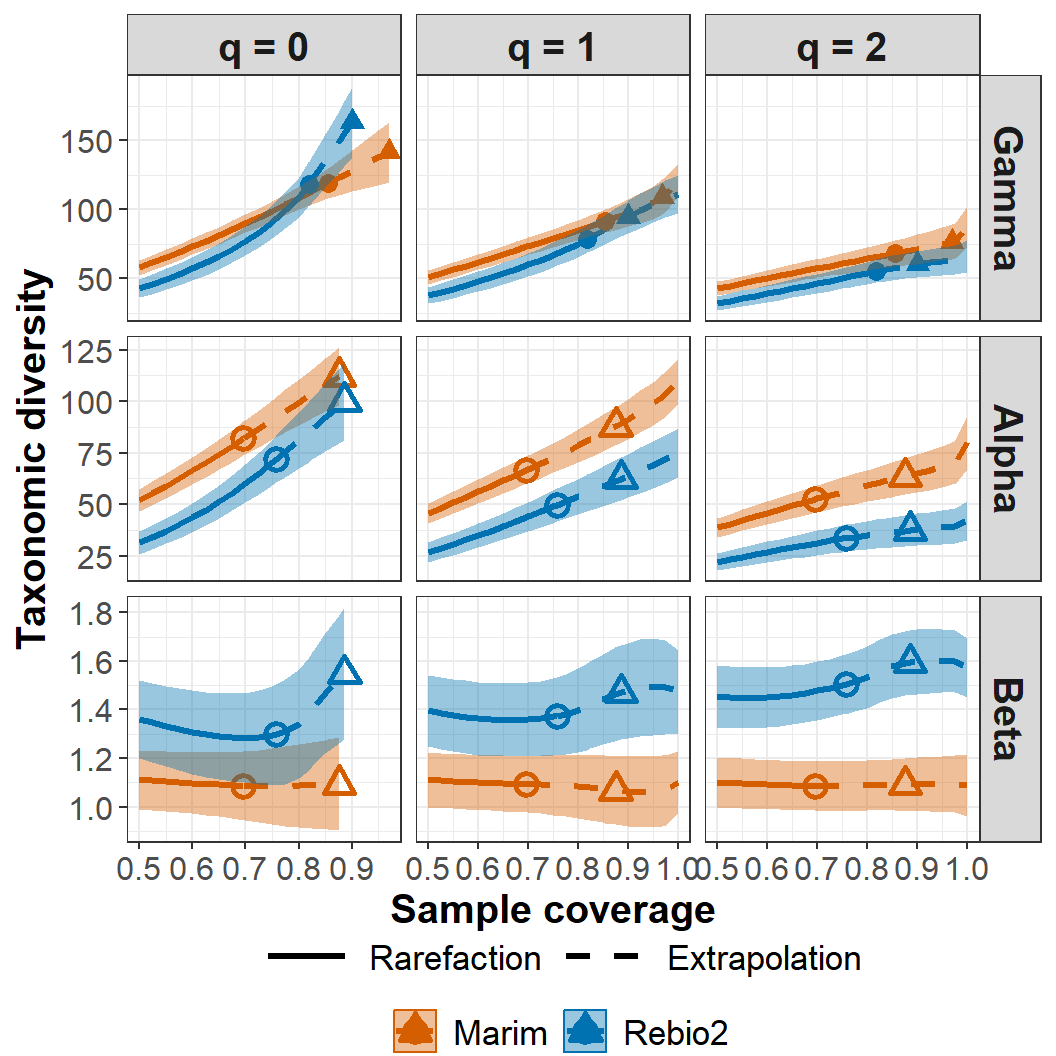 q = 0 q = 1 q = 2
Taxonomic diversity
150
100
50
Gamma
125
100
75
50
25
Alpha
1.8
1.6
1.4
1.2
1.0
Beta
0.5 0.6 0.7 0.8 0.9 0.5 0.6 0.7 0.8 0.9 1.0 0.5 0.6 0.7 0.8 0.9 1.0
Sample coverage
Rarefaction Extrapolation
Marim Rebio2